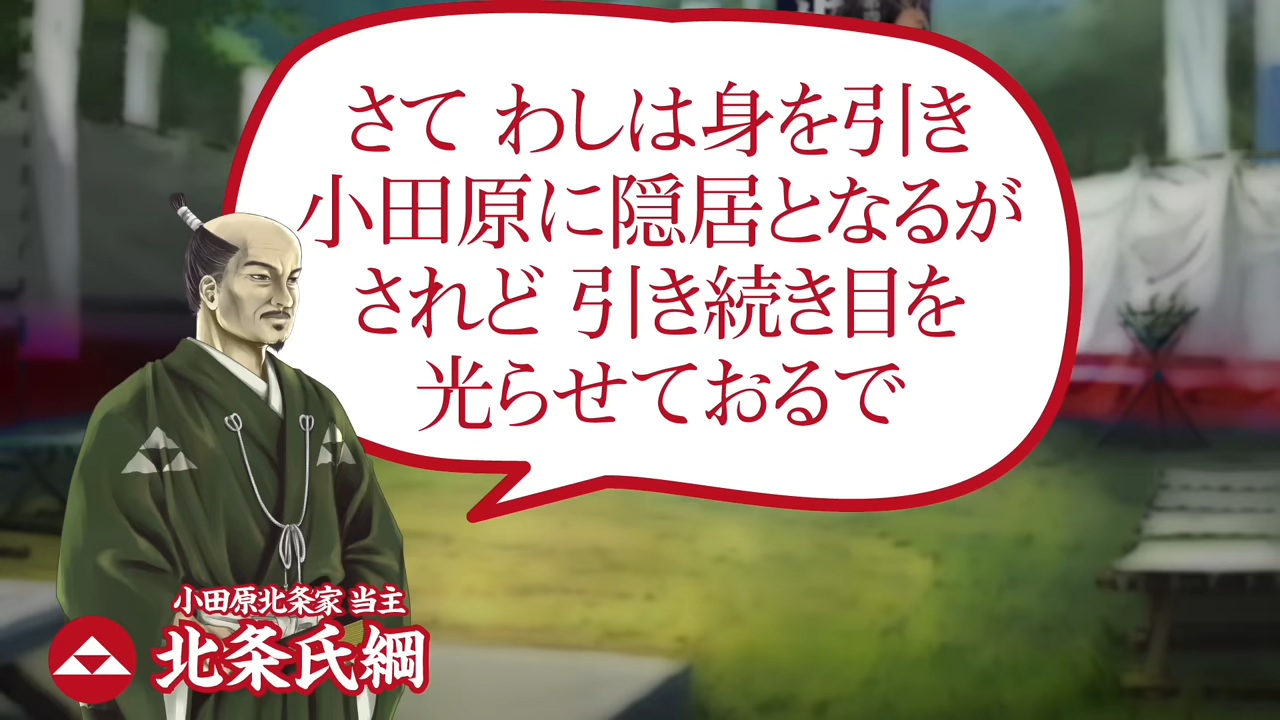 さて わしは身を引き
小田原に隠居となるが
されど 引き続き目を
光らせておるで
小田原北条家 当主
北条氏綱